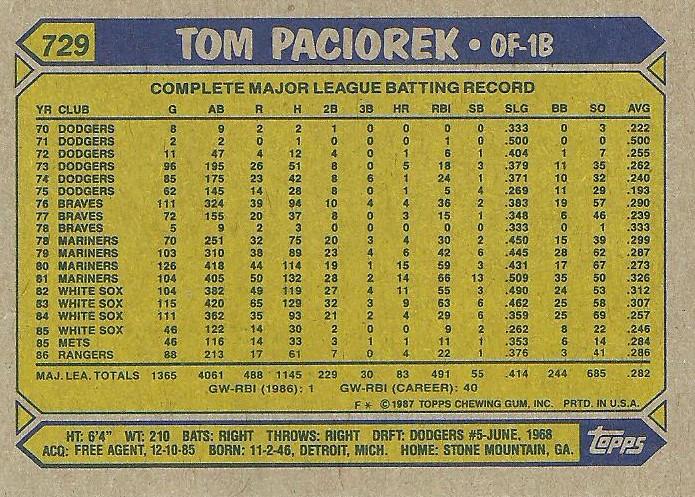 729 TOM PACIOREK • OF-1B
COMPLETE MAJOR LEAGUE BATTING RECORD
YR CLUB G AB R H 2B 3B HR RBI SB SLG BB SO AVG
70 DODGERS 8 9 2 2 1 0 0 0 0 .333 0 3 .222
71 DODGERS 2 2 0 1 0 0 0 1 0 .500 0 0 .500
72 DODGERS 11 47 4 12 4 0 1 6 1 .404 1 7 .255
73 DODGERS 96 195 26 51 8 0 5 18 3 .379 11 35 .262
74 DODGERS 85 175 23 42 8 6 1 24 1 .371 10 32 .240
75 DODGERS 62 145 14 28 8 0 1 5 4 .269 11 29 .193
76 BRAVES 111 324 39 94 10 4 4 36 2 .383 19 57 .290
77 BRAVES 72 155 20 37 8 0 3 15 1 .348 6 46 .239
78 BRAVES 5 9 2 3 0 0 0 0 0 .333 0 1 .333
78 MARINERS 70 251 32 75 20 3 4 30 2 .450 15 39 .299
79 MARINERS 103 310 38 89 23 4 6 42 6 .445 28 62 .287
80 MARINERS 126 418 44 114 19 1 15 59 3 .431 17 67 .273
81 MARINERS 104 405 50 132 28 2 14 66 13 .509 35 50 .326
82 WHITE SOX 104 382 49 119 27 4 11 55 3 .490 24 53 .312
83 WHITE SOX 115 420 65 129 32 3 9 63 6 .462 25 58 .307
84 WHITE SOX 111 363 35 93 21 2 4 29 6 .359 25 69 .257
85 WHITE SOX 46 122 14 30 2 0 0 9 2 .262 8 22 .246
85 METS 46 116 14 33 3 1 1 11 1 .353 6 14 .284
86 RANGERS 88 213 17 61 7 0 4 22 1 .376 3 41 .286
MAJ. LEA. TOTALS 1365 4061 488 1145 229 30 83 491 55 .414 244 685 .282
GW-RBI (1986): 1 GW-RBI (CAREER): 40
F * © 1987 TOPPS CHEWING GUM, INC. PRTD. IN U.S.A.
HT: 6'4" WT: 210 BATS: RIGHT THROWS: RIGHT DRFT: DODGERS #5-JUNE, 1968
ACQ: FREE AGENT, 12-10-85 BORN: 11-2-46, DETROIT, MICH. HOME: STONE MOUNTAIN, GA.
topps